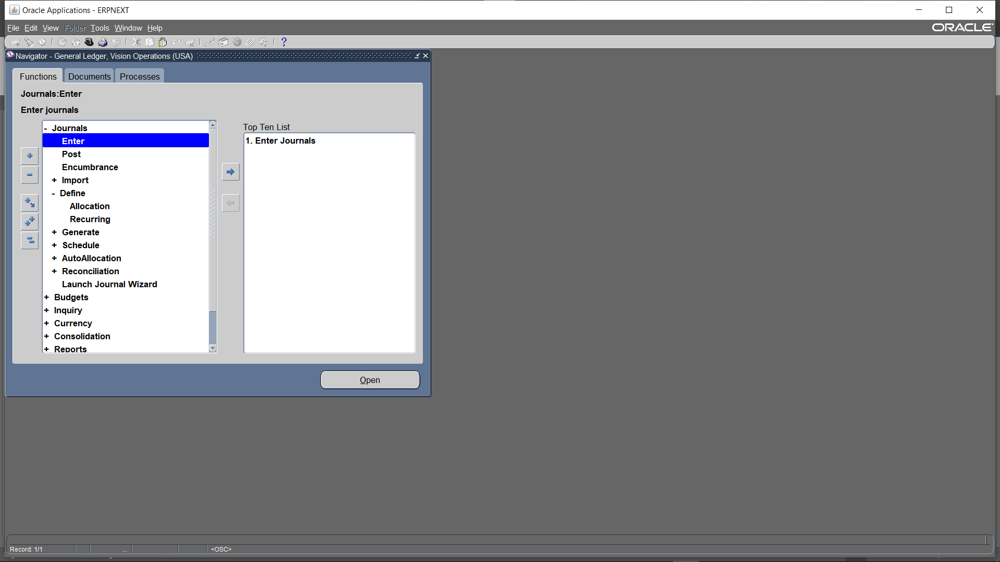 Oracle Applications - ERPNEXT
File Edit View Folder Tools Window Help
ORACLE
?
Navigator - General Ledger, Vision Operations (USA)
Functions Documents Processes
Journals:Enter
Enter journals
- Journals
Enter
Post
Encumbrance
+ Import
- Define
Allocation
Recurring
+ Generate
+ Schedule
+ AutoAllocation
+ Reconciliation
Launch Journal Wizard
+ Budgets
+ Inquiry
+ Currency
+ Consolidation
+ Reports
Top Ten List
1. Enter Journals
Open
Record: 1/1 ... <OSC>